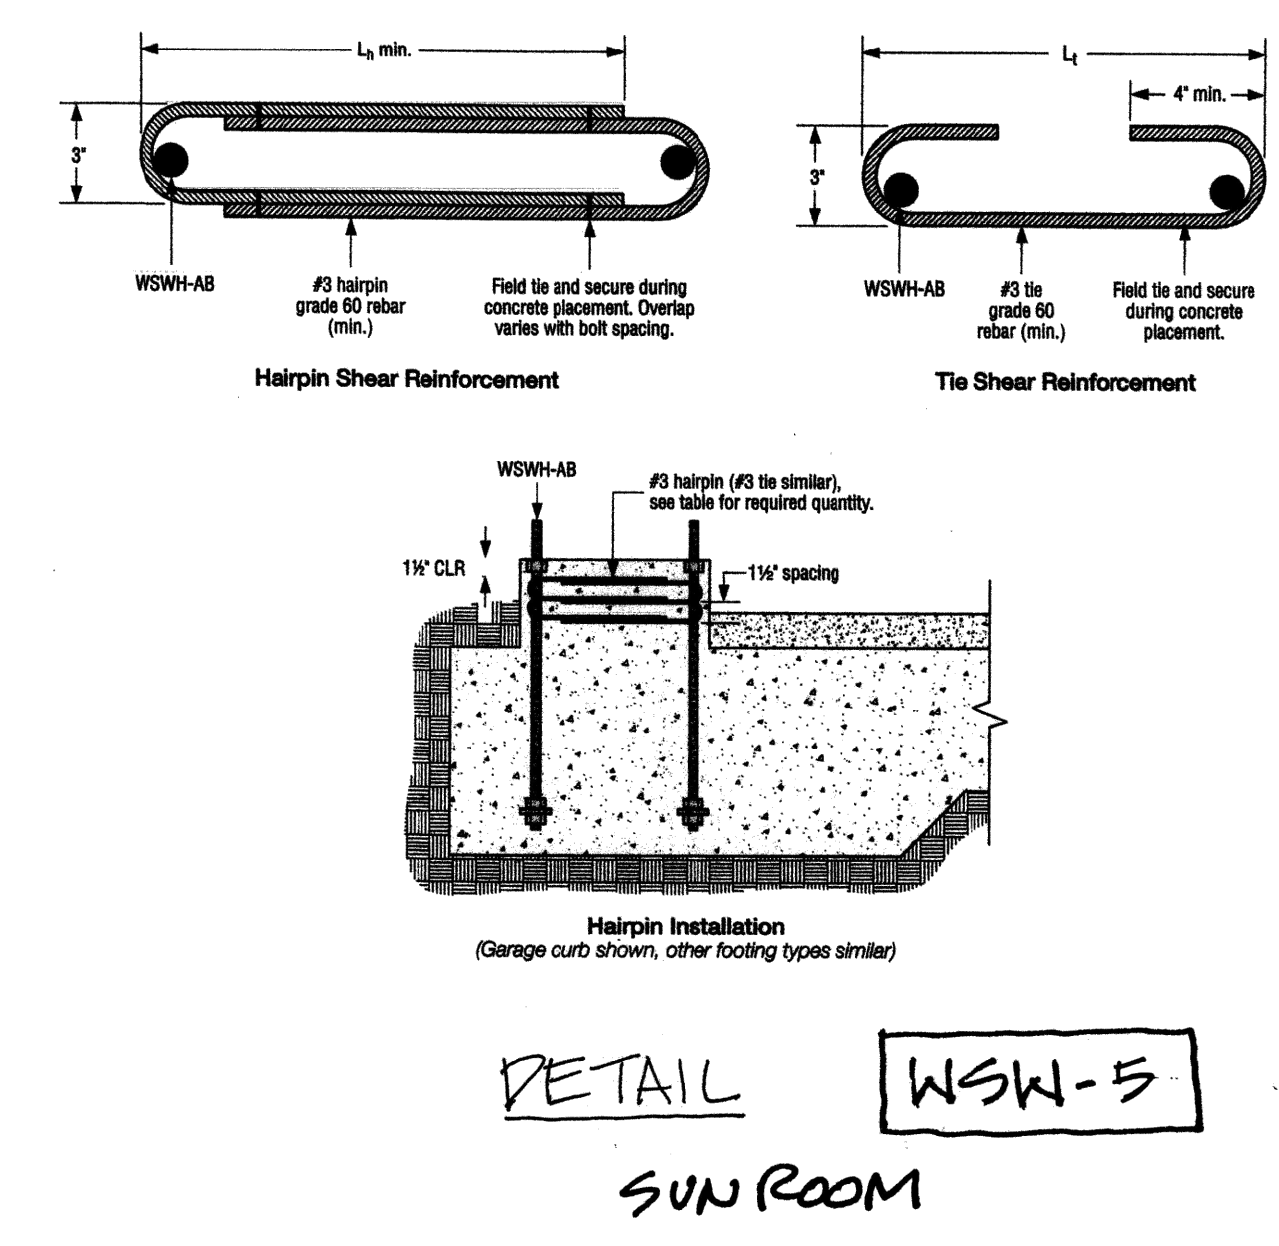 Lh min.
3"
WSWH-AB
#3 hairpin
grade 60 rebar
(min.)
Field tie and secure during
concrete placement. Overlap
varies with bolt spacing.
Hairpin Shear Reinforcement
Lt
4" min.
3"
WSWH-AB
#3 tie
grade 60
rebar (min.)
Field tie and secure
during concrete
placement.
Tie Shear Reinforcement
WSWH-AB
#3 hairpin (#3 tie similar),
see table for required quantity.
1½" CLR
1½" spacing
Hairpin Installation
(Garage curb shown, other footing types similar)
DETAIL
WSW-5
SUNROOM